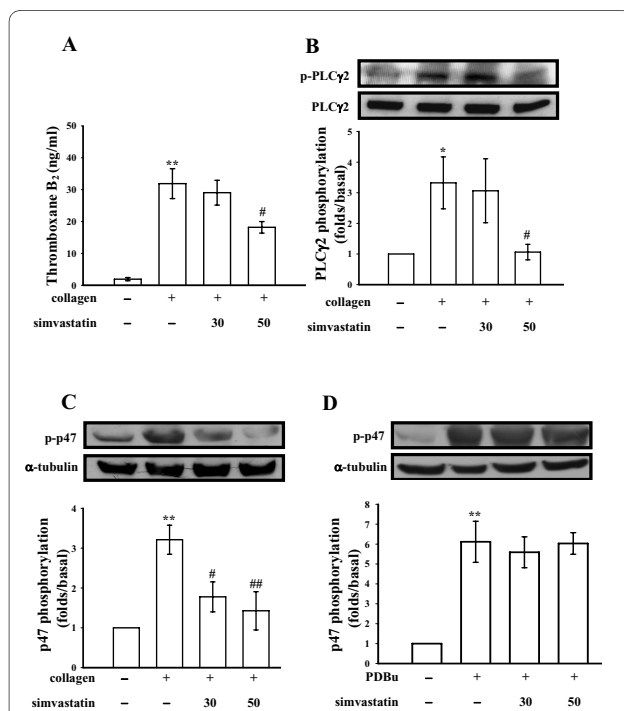 A
Thromboxane B₂ (ng/ml)
50
40
30
20
10
0
**
#
collagen – + + +
simvastatin – – 30 50
B
p-PLCγ2
PLCγ2
PLCγ2 phosphorylation
(folds/basal)
5
4
3
2
1
0
*
#
collagen – + + +
simvastatin – – 30 50
C
p-p47
α-tubulin
p47 phosphorylation
(folds/basal)
4
3
2
1
0
**
#
##
collagen – + + +
simvastatin – – 30 50
D
p-p47
α-tubulin
p47 phosphorylation
(folds/basal)
8
7
6
5
4
3
2
1
0
**
PDBu – + + +
simvastatin – – 30 50